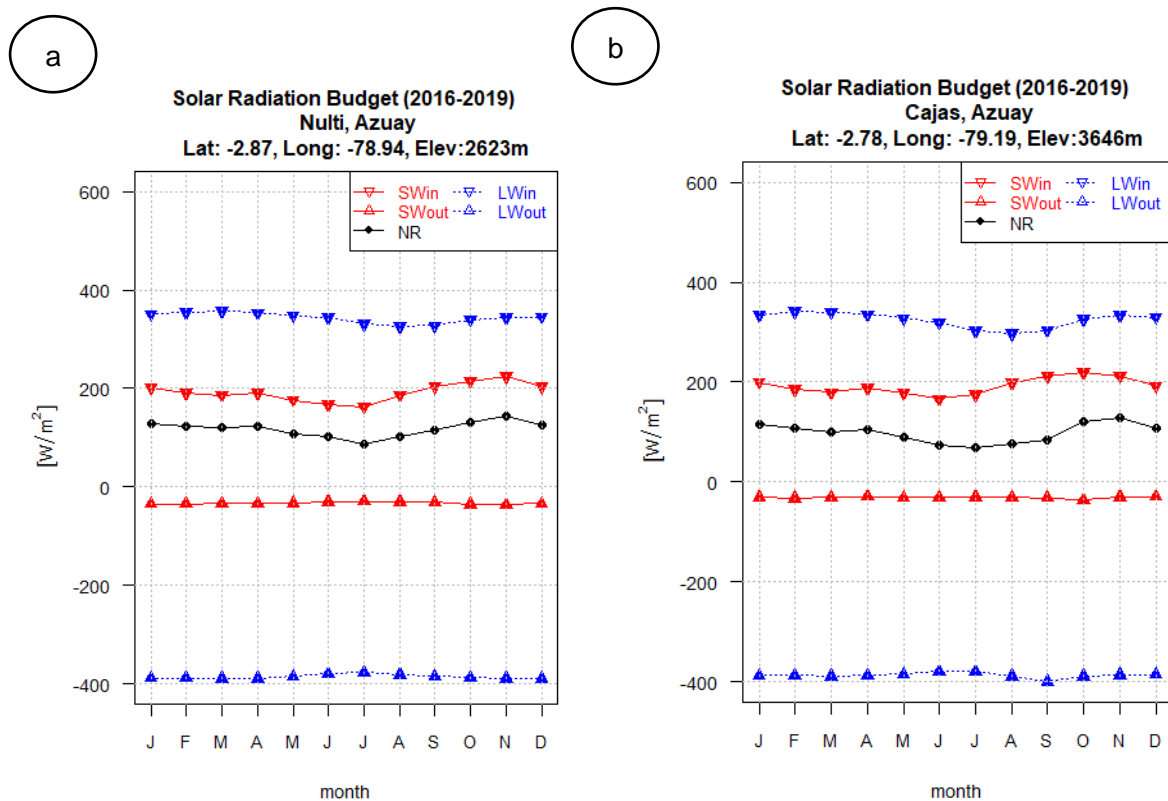 a
Solar Radiation Budget (2016-2019)
Nulti, Azuay
Lat: -2.87, Long: -78.94, Elev:2623m
SWin LWin
SWout LWout
NR
600
400
200
0
-200
-400
[W/m²]
J F M A M J J A S O N D
month
b
Solar Radiation Budget (2016-2019)
Cajas, Azuay
Lat: -2.78, Long: -79.19, Elev:3646m
SWin LWin
SWout LWout
NR
600
400
200
0
-200
-400
[W/m²]
J F M A M J J A S O N D
month